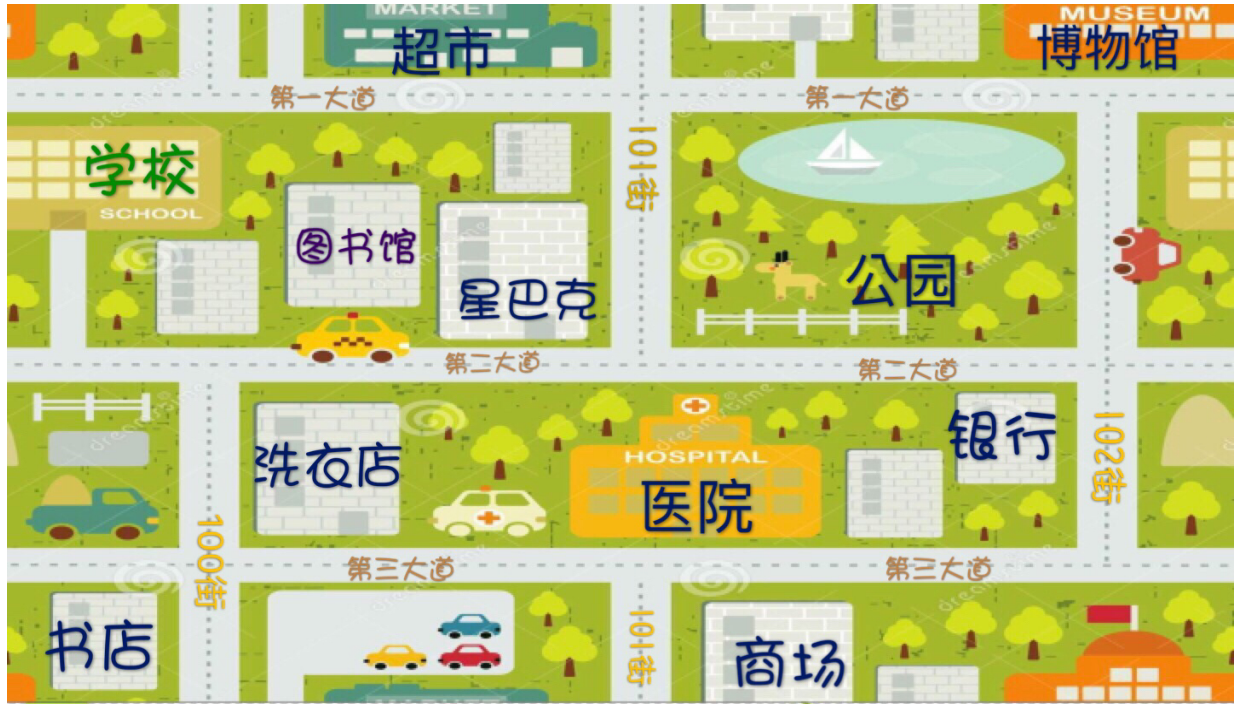 MARKET
超市
MUSEUM
博物馆
第一大道
第一大道
101街
学校
SCHOOL
图书馆
星巴克
公园
第二大道
第二大道
洗衣店
HOSPITAL
医院
银行
102街
100街
第三大道
第三大道
书店
101街
商场